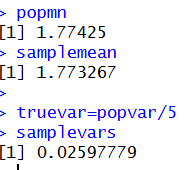 > popmn
[1] 1.77425
> samplemean
[1] 1.773267
>
> truevar=popvar/5
> samplevars
[1] 0.02597779